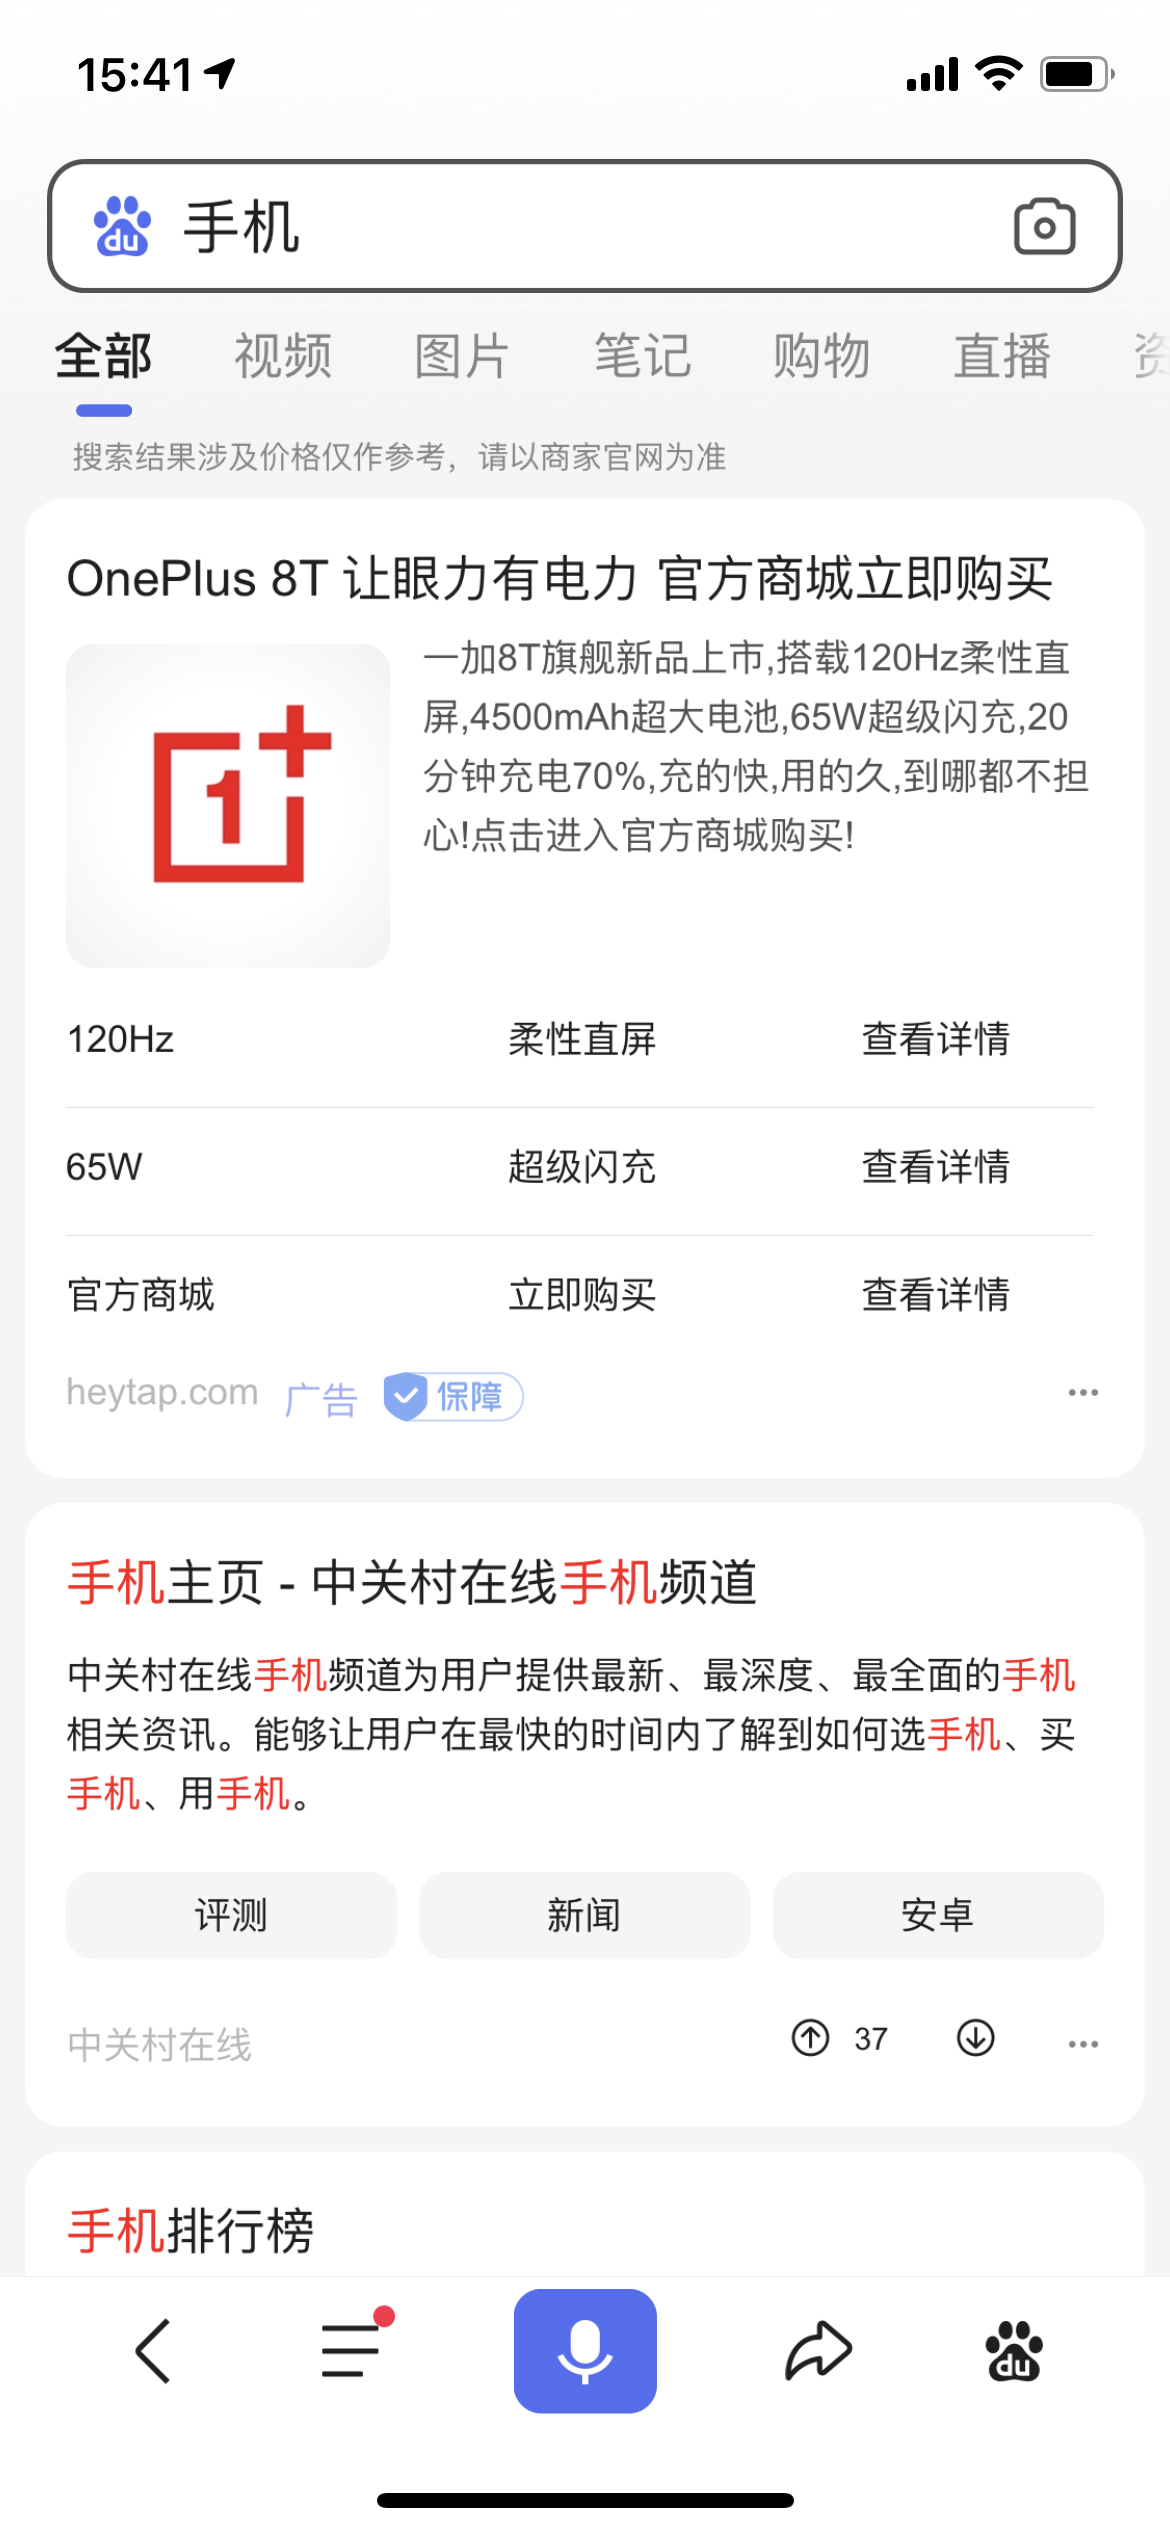 15:41
du 手机
全部 视频 图片 笔记 购物 直播 资
搜索结果涉及价格仅作参考，请以商家官网为准
OnePlus 8T 让眼力有电力 官方商城立即购买
一加8T旗舰新品上市,搭载120Hz柔性直
屏,4500mAh超大电池,65W超级闪充,20
分钟充电70%,充的快,用的久,到哪都不担
心!点击进入官方商城购买!
1
120Hz 柔性直屏 查看详情
65W 超级闪充 查看详情
官方商城 立即购买 查看详情
heytap.com 广告 保障
手机主页 - 中关村在线手机频道
中关村在线手机频道为用户提供最新、最深度、最全面的手机
相关资讯。能够让用户在最快的时间内了解到如何选手机、买
手机、用手机。
评测 新闻 安卓
中关村在线 37
手机排行榜
du